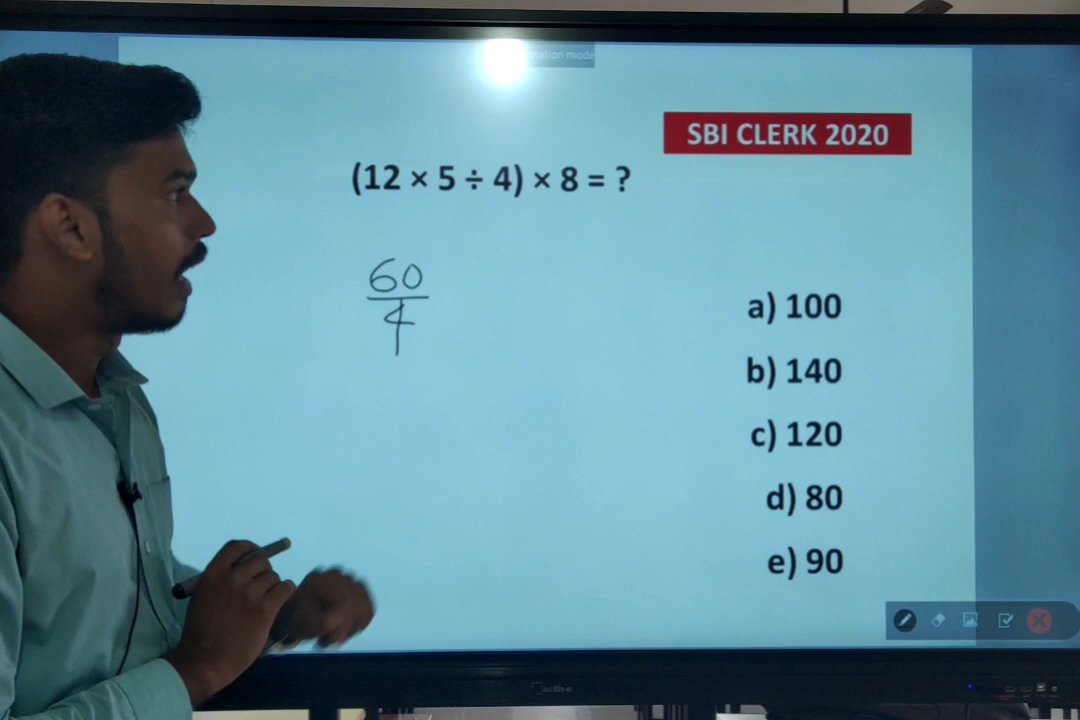 SBI CLERK 2020
(12 × 5 ÷ 4) × 8 = ?
60
4
a) 100
b) 140
c) 120
d) 80
e) 90